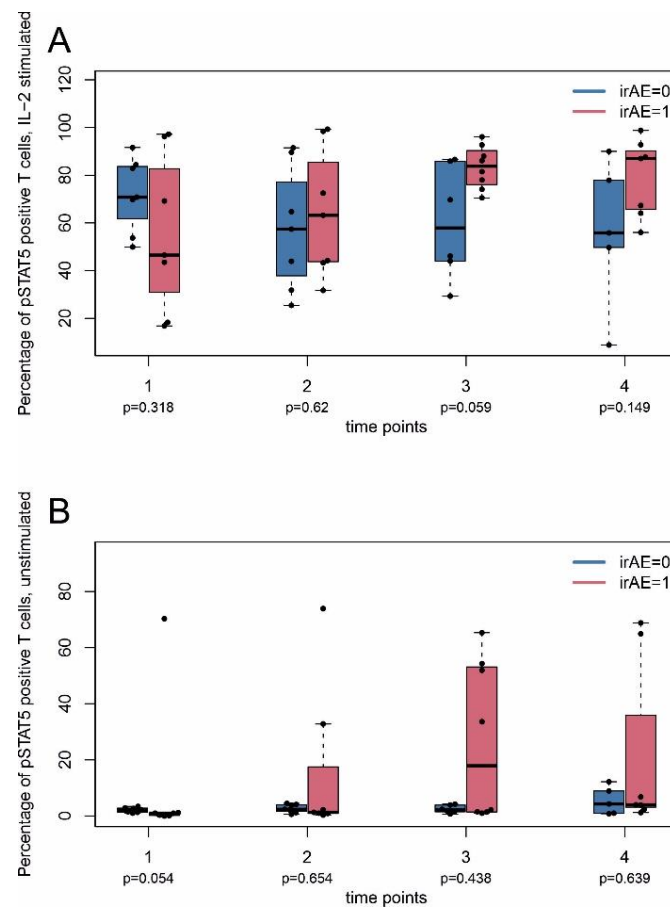 A
Percentage of pSTAT5 positive T cells, IL-2 stimulated
120
100
80
60
40
20
irAE=0
irAE=1
1 2 3 4
p=0.318 p=0.62 p=0.059 p=0.149
time points
B
Percentage of pSTAT5 positive T cells, unstimulated
80
60
40
20
0
irAE=0
irAE=1
1 2 3 4
p=0.054 p=0.654 p=0.438 p=0.639
time points